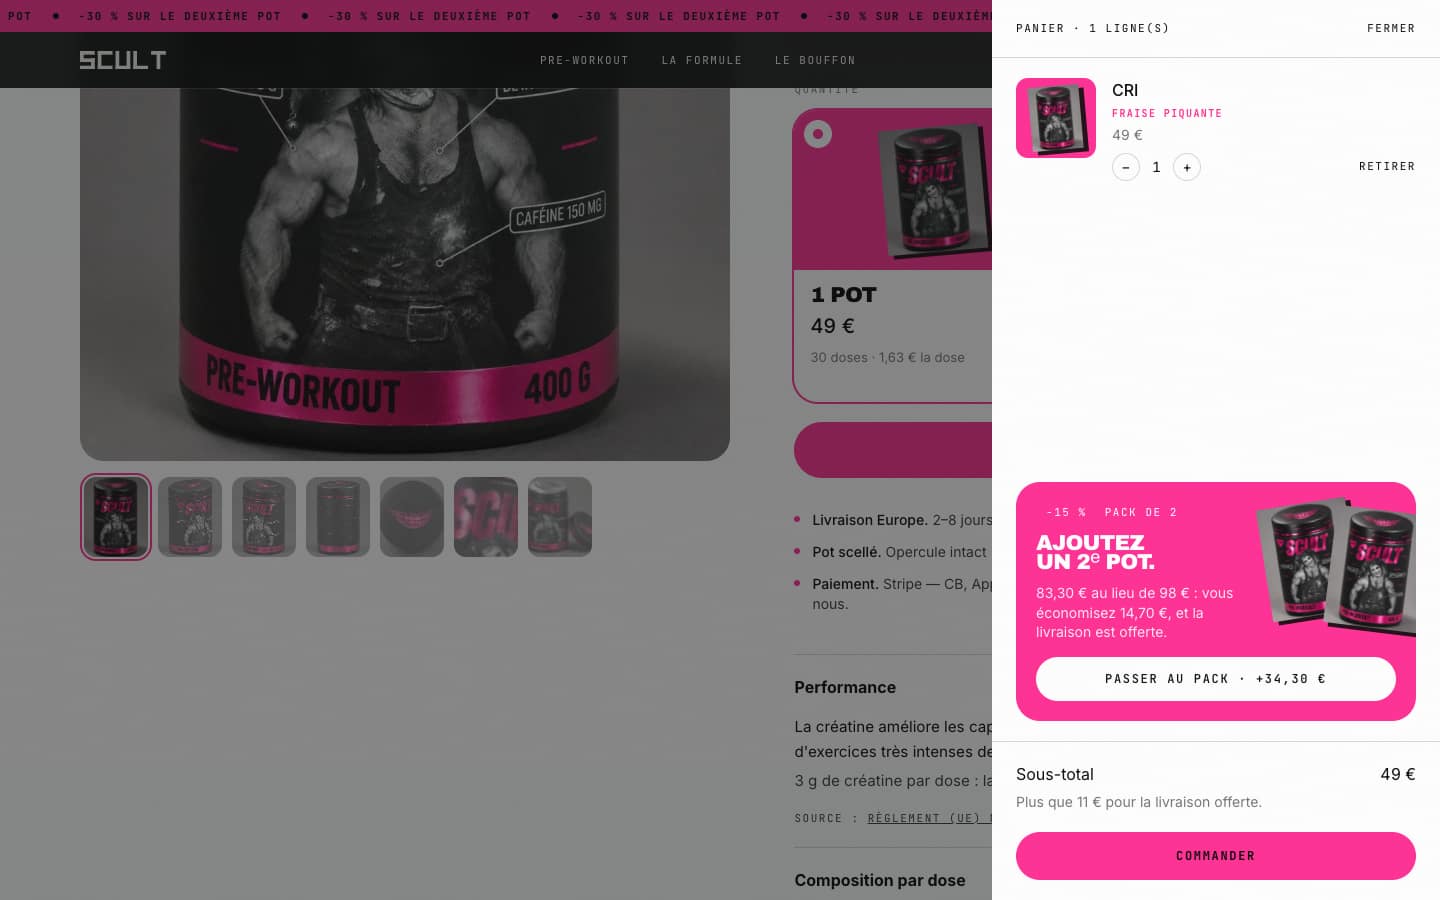 POT • -30 % SUR LE DEUXIÈME POT • -30 % SUR LE DEUXIÈME POT • -30 % SUR LE DEUXIÈME POT • -30 % SUR LE DEUXIÈM
SCULT
PRE-WORKOUT
LA FORMULE
LE BOUFFON
CAFÉINE 150 MG
PRE-WORKOUT
400 G
QUANTITÉ
SCULT
1 POT
49 €
30 doses · 1,63 € la dose
Livraison Europe. 2–8 jours
Pot scellé. Opercule intact
Paiement. Stripe — CB, App
nous.
Performance
La créatine améliore les cap
d'exercices très intenses de
3 g de créatine par dose : la
SOURCE : RÈGLEMENT (UE) N
Composition par dose
PANIER · 1 LIGNE(S)
FERMER
SCULT
CRI
FRAISE PIQUANTE
49 €
− 1 +
RETIRER
-15 % PACK DE 2
AJOUTEZ
UN 2e POT.
83,30 € au lieu de 98 € : vous
économisez 14,70 €, et la
livraison est offerte.
SCULT
SCULT
PASSER AU PACK · +34,30 €
Sous-total
49 €
Plus que 11 € pour la livraison offerte.
COMMANDER